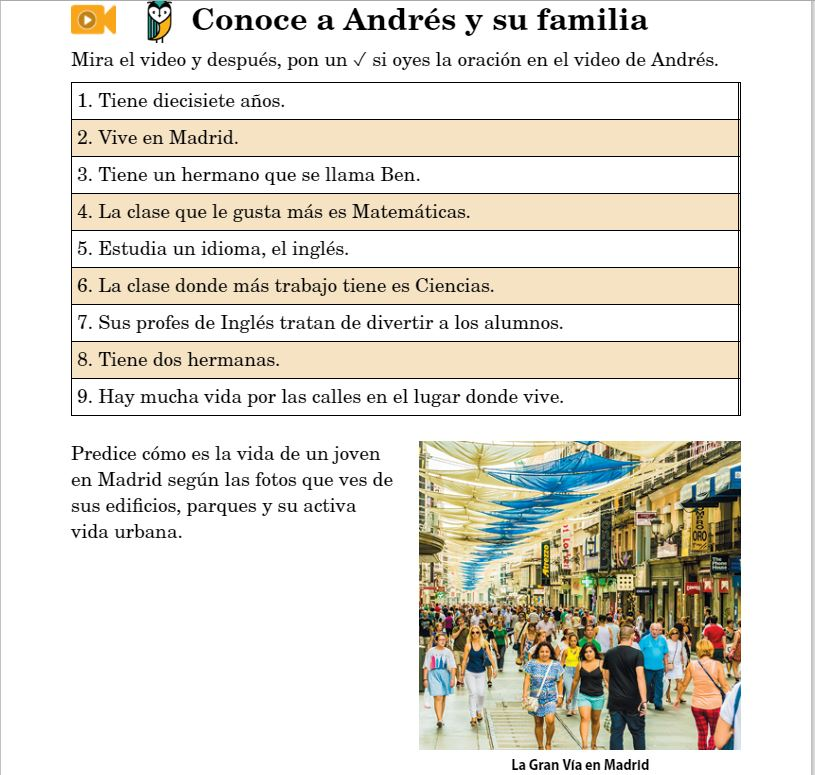 Conoce a Andrés y su familia
Mira el video y después, pon un ✓ si oyes la oración en el video de Andrés.
1. Tiene diecisiete años.
2. Vive en Madrid.
3. Tiene un hermano que se llama Ben.
4. La clase que le gusta más es Matemáticas.
5. Estudia un idioma, el inglés.
6. La clase donde más trabajo tiene es Ciencias.
7. Sus profes de Inglés tratan de divertir a los alumnos.
8. Tiene dos hermanas.
9. Hay mucha vida por las calles en el lugar donde vive.
Predice cómo es la vida de un joven
en Madrid según las fotos que ves de
sus edificios, parques y su activa
vida urbana.
ORO
The
Phone
House
La Gran Vía en Madrid